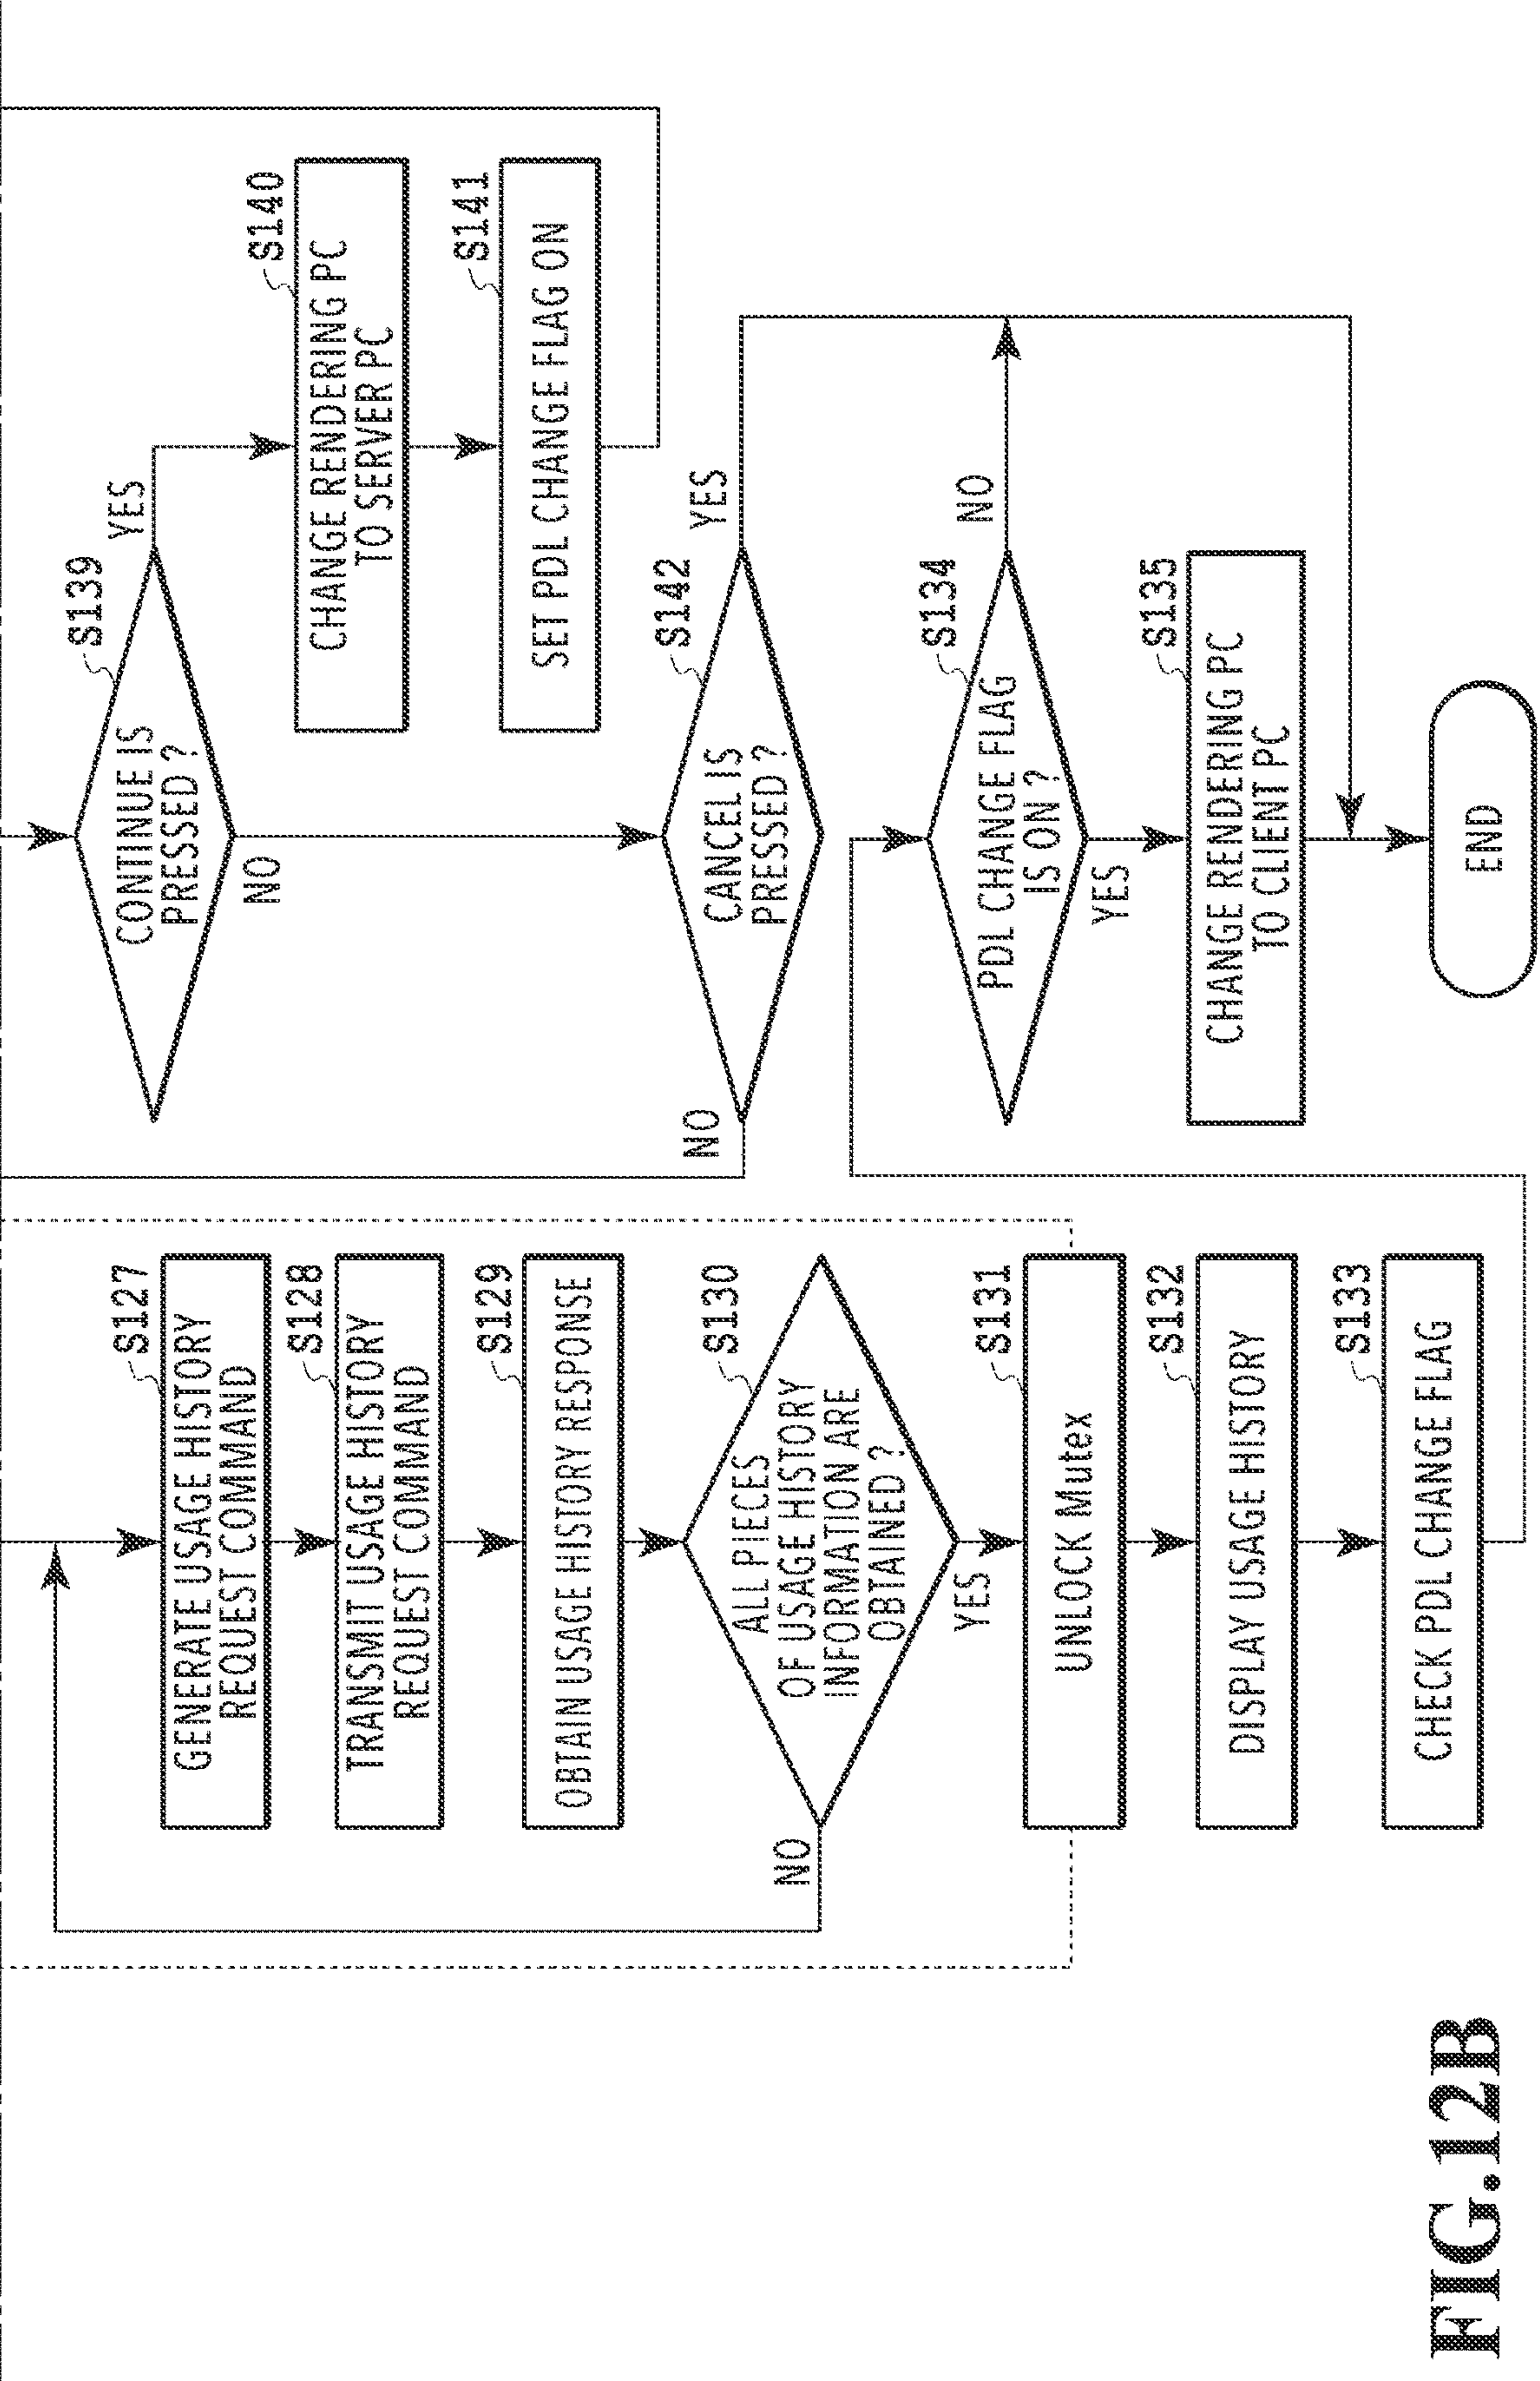 S127
GENERATE USAGE HISTORY
REQUEST COMMAND
S128
TRANSMIT USAGE HISTORY
REQUEST COMMAND
S129
OBTAIN USAGE HISTORY RESPONSE
S130
ALL PIECES
OF USAGE HISTORY
INFORMATION ARE
OBTAINED ?
NO
YES
S131
UNLOCK Mutex
S132
DISPLAY USAGE HISTORY
S133
CHECK PDL CHANGE FLAG
S139
CONTINUE IS
PRESSED ?
YES
NO
S140
CHANGE RENDERING PC
TO SERVER PC
S141
SET PDL CHANGE FLAG ON
S142
CANCEL IS
PRESSED ?
NO
YES
S134
PDL CHANGE FLAG
IS ON ?
NO
YES
S135
CHANGE RENDERING PC
TO CLIENT PC
END
FIG.12B